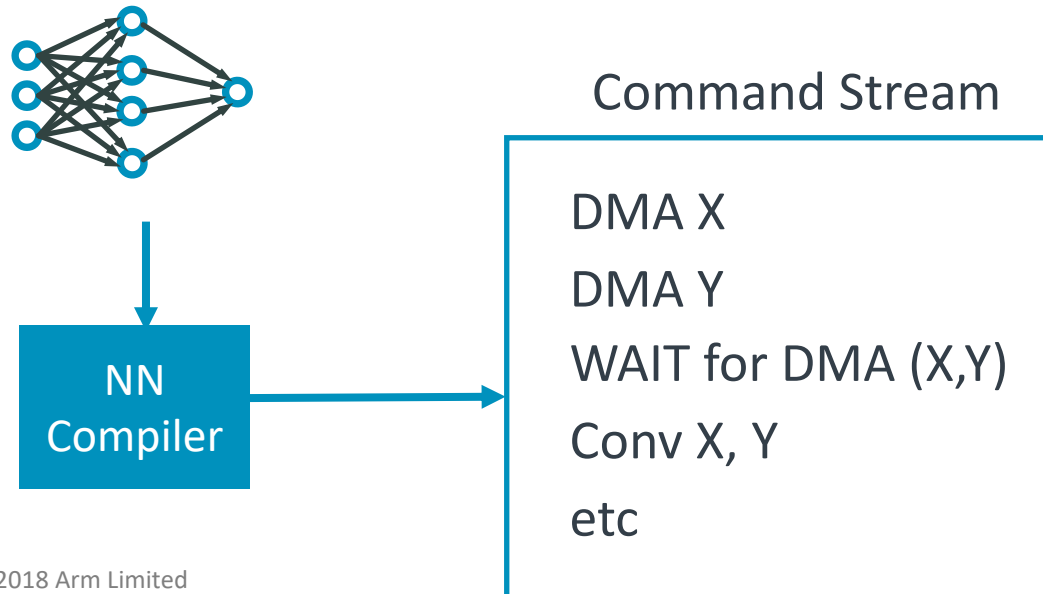 Command Stream
DMA X
DMA Y
WAIT for DMA (X,Y)
Conv X, Y
etc
NN
Compiler
2018 Arm Limited